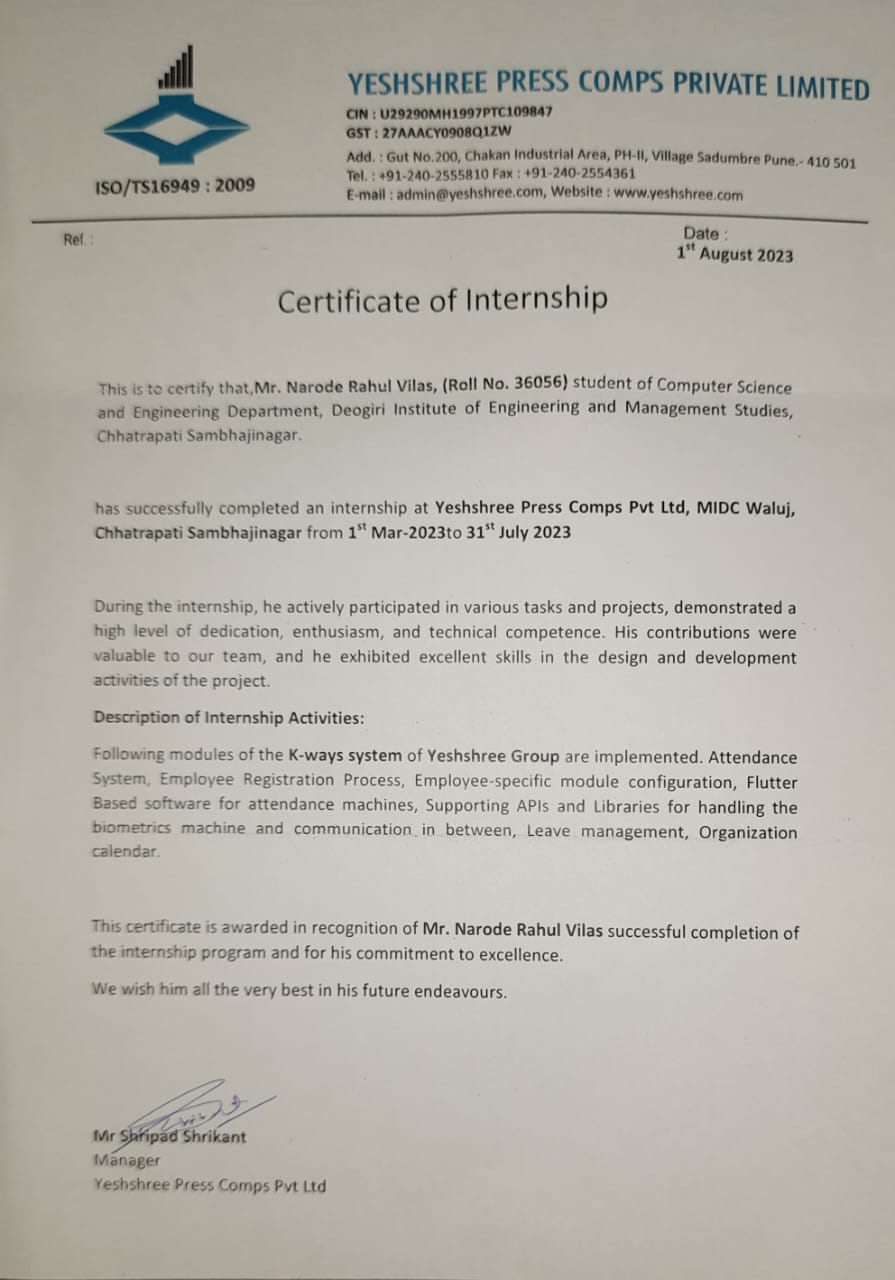 YESHSHREE PRESS COMPS PRIVATE LIMITED
CIN : U29290MH1997PTC109847
GST : 27AAACY0908Q1ZW
Add. : Gut No.200, Chakan Industrial Area, PH-II, Village Sadumbre Pune.- 410 501
Tel. : +91-240-2555810 Fax : +91-240-2554361
E-mail : admin@yeshshree.com, Website : www.yeshshree.com
ISO/TS16949 : 2009
Ref. :
Date :
1st August 2023
Certificate of Internship
This is to certify that,Mr. Narode Rahul Vilas, (Roll No. 36056) student of Computer Science
and Engineering Department, Deogiri Institute of Engineering and Management Studies,
Chhatrapati Sambhajinagar.
has successfully completed an internship at Yeshshree Press Comps Pvt Ltd, MIDC Waluj,
Chhatrapati Sambhajinagar from 1st Mar-2023to 31st July 2023
During the internship, he actively participated in various tasks and projects, demonstrated a
high level of dedication, enthusiasm, and technical competence. His contributions were
valuable to our team, and he exhibited excellent skills in the design and development
activities of the project.
Description of Internship Activities:
Following modules of the K-ways system of Yeshshree Group are implemented. Attendance
System, Employee Registration Process, Employee-specific module configuration, Flutter
Based software for attendance machines, Supporting APIs and Libraries for handling the
biometrics machine and communication in between, Leave management, Organization
calendar.
This certificate is awarded in recognition of Mr. Narode Rahul Vilas successful completion of
the internship program and for his commitment to excellence.
We wish him all the very best in his future endeavours.
Mr Shripad Shrikant
Manager
Yeshshree Press Comps Pvt Ltd